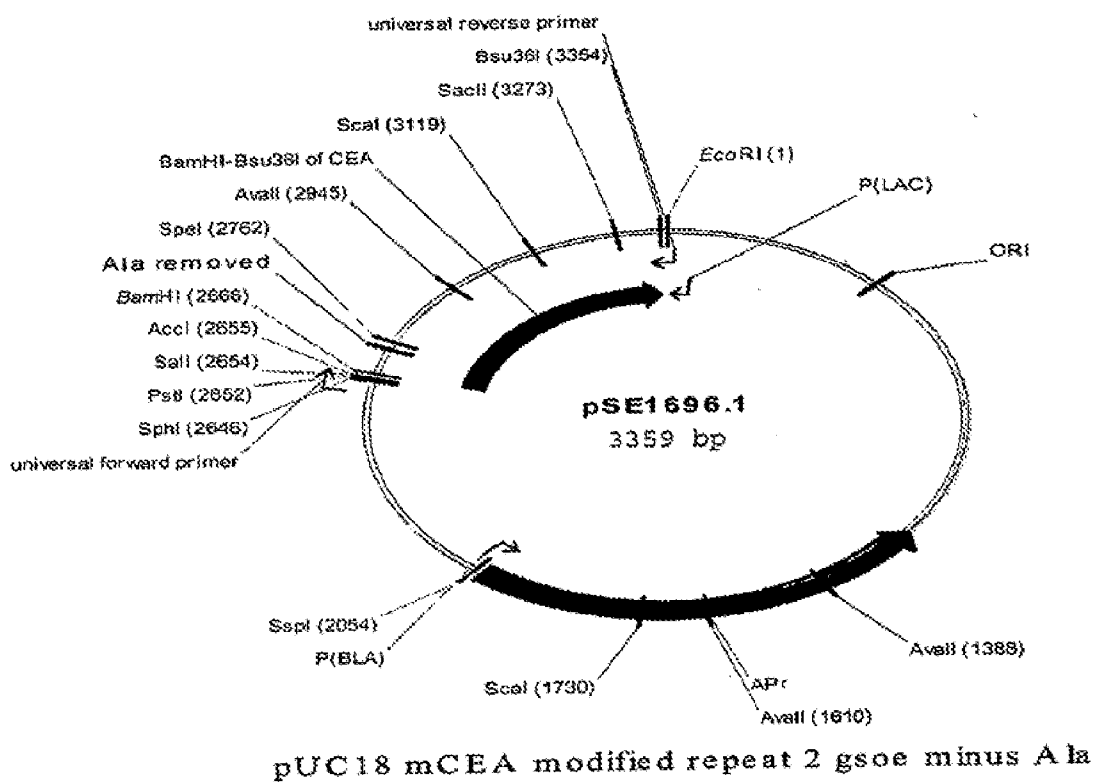 universal reverse primer
Bsu36I (3354)
SacII (3273)
ScaI (3119)
EcoRI (1)
BamHI-Bsu36I of CEA
P(LAC)
AvaII (2945)
SpeI (2762)
ORI
Ala removed
BamHI (2666)
AccI (2655)
SalI (2654)
PstI (2652)
SphI (2646)
universal forward primer
pSE1696.1
3359 bp
SspI (2054)
P(BLA)
AvaII (1388)
ScaI (1730)
APr
AvaII (1610)
pUC18 mCEA modified repeat 2 gsoe minus Ala